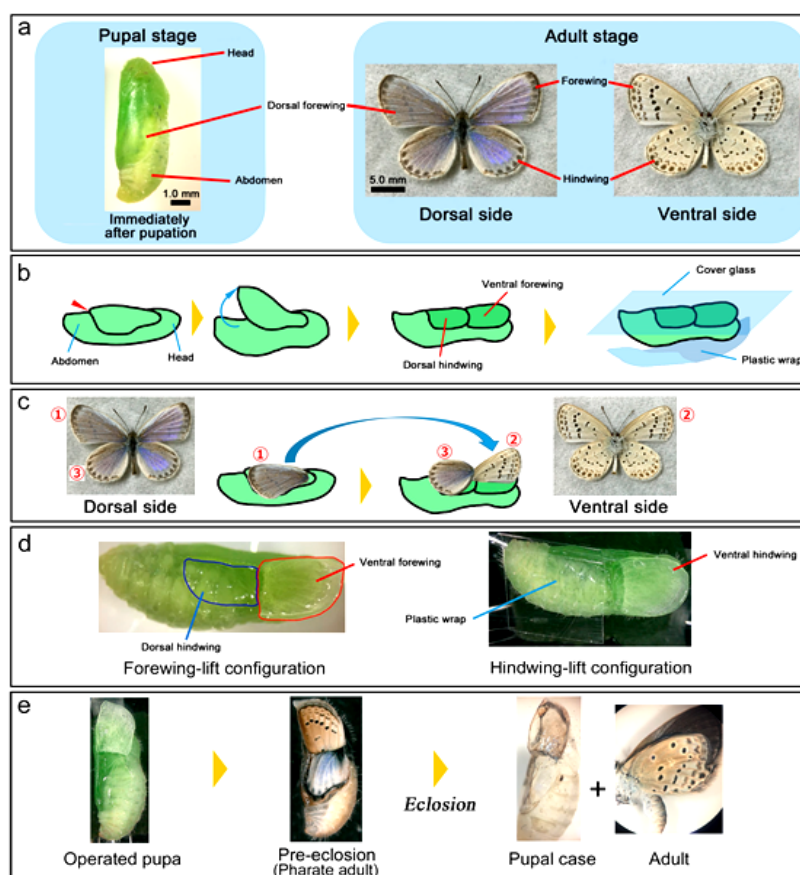 a
Pupal stage
Adult stage
Head
Dorsal forewing
Forewing
Abdomen
1.0 mm
Immediately
after pupation
5.0 mm
Hindwing
Dorsal side
Ventral side
b
Cover glass
Ventral forewing
Abdomen
Head
Dorsal hindwing
Plastic wrap
c
①
③
①
③
②
②
Dorsal side
Ventral side
d
Ventral forewing
Ventral hindwing
Plastic wrap
Dorsal hindwing
Forewing-lift configuration
Hindwing-lift configuration
e
Eclosion
+
Operated pupa
Pre-eclosion
(Pharate adult)
Pupal case
Adult